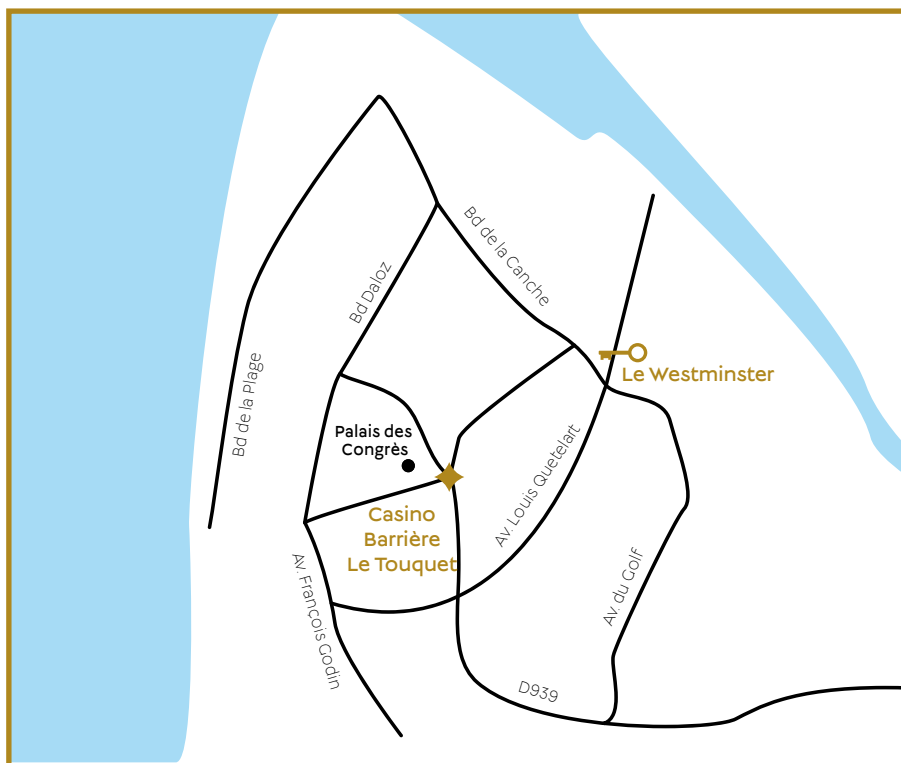 Bd de la Canche
Bd Daloz
Bd de la Plage
Le Westminster
Palais des
Congrès
Casino
Barrière
Le Touquet
Av. Louis Quetelart
Av. François Godin
Av. du Golf
D939